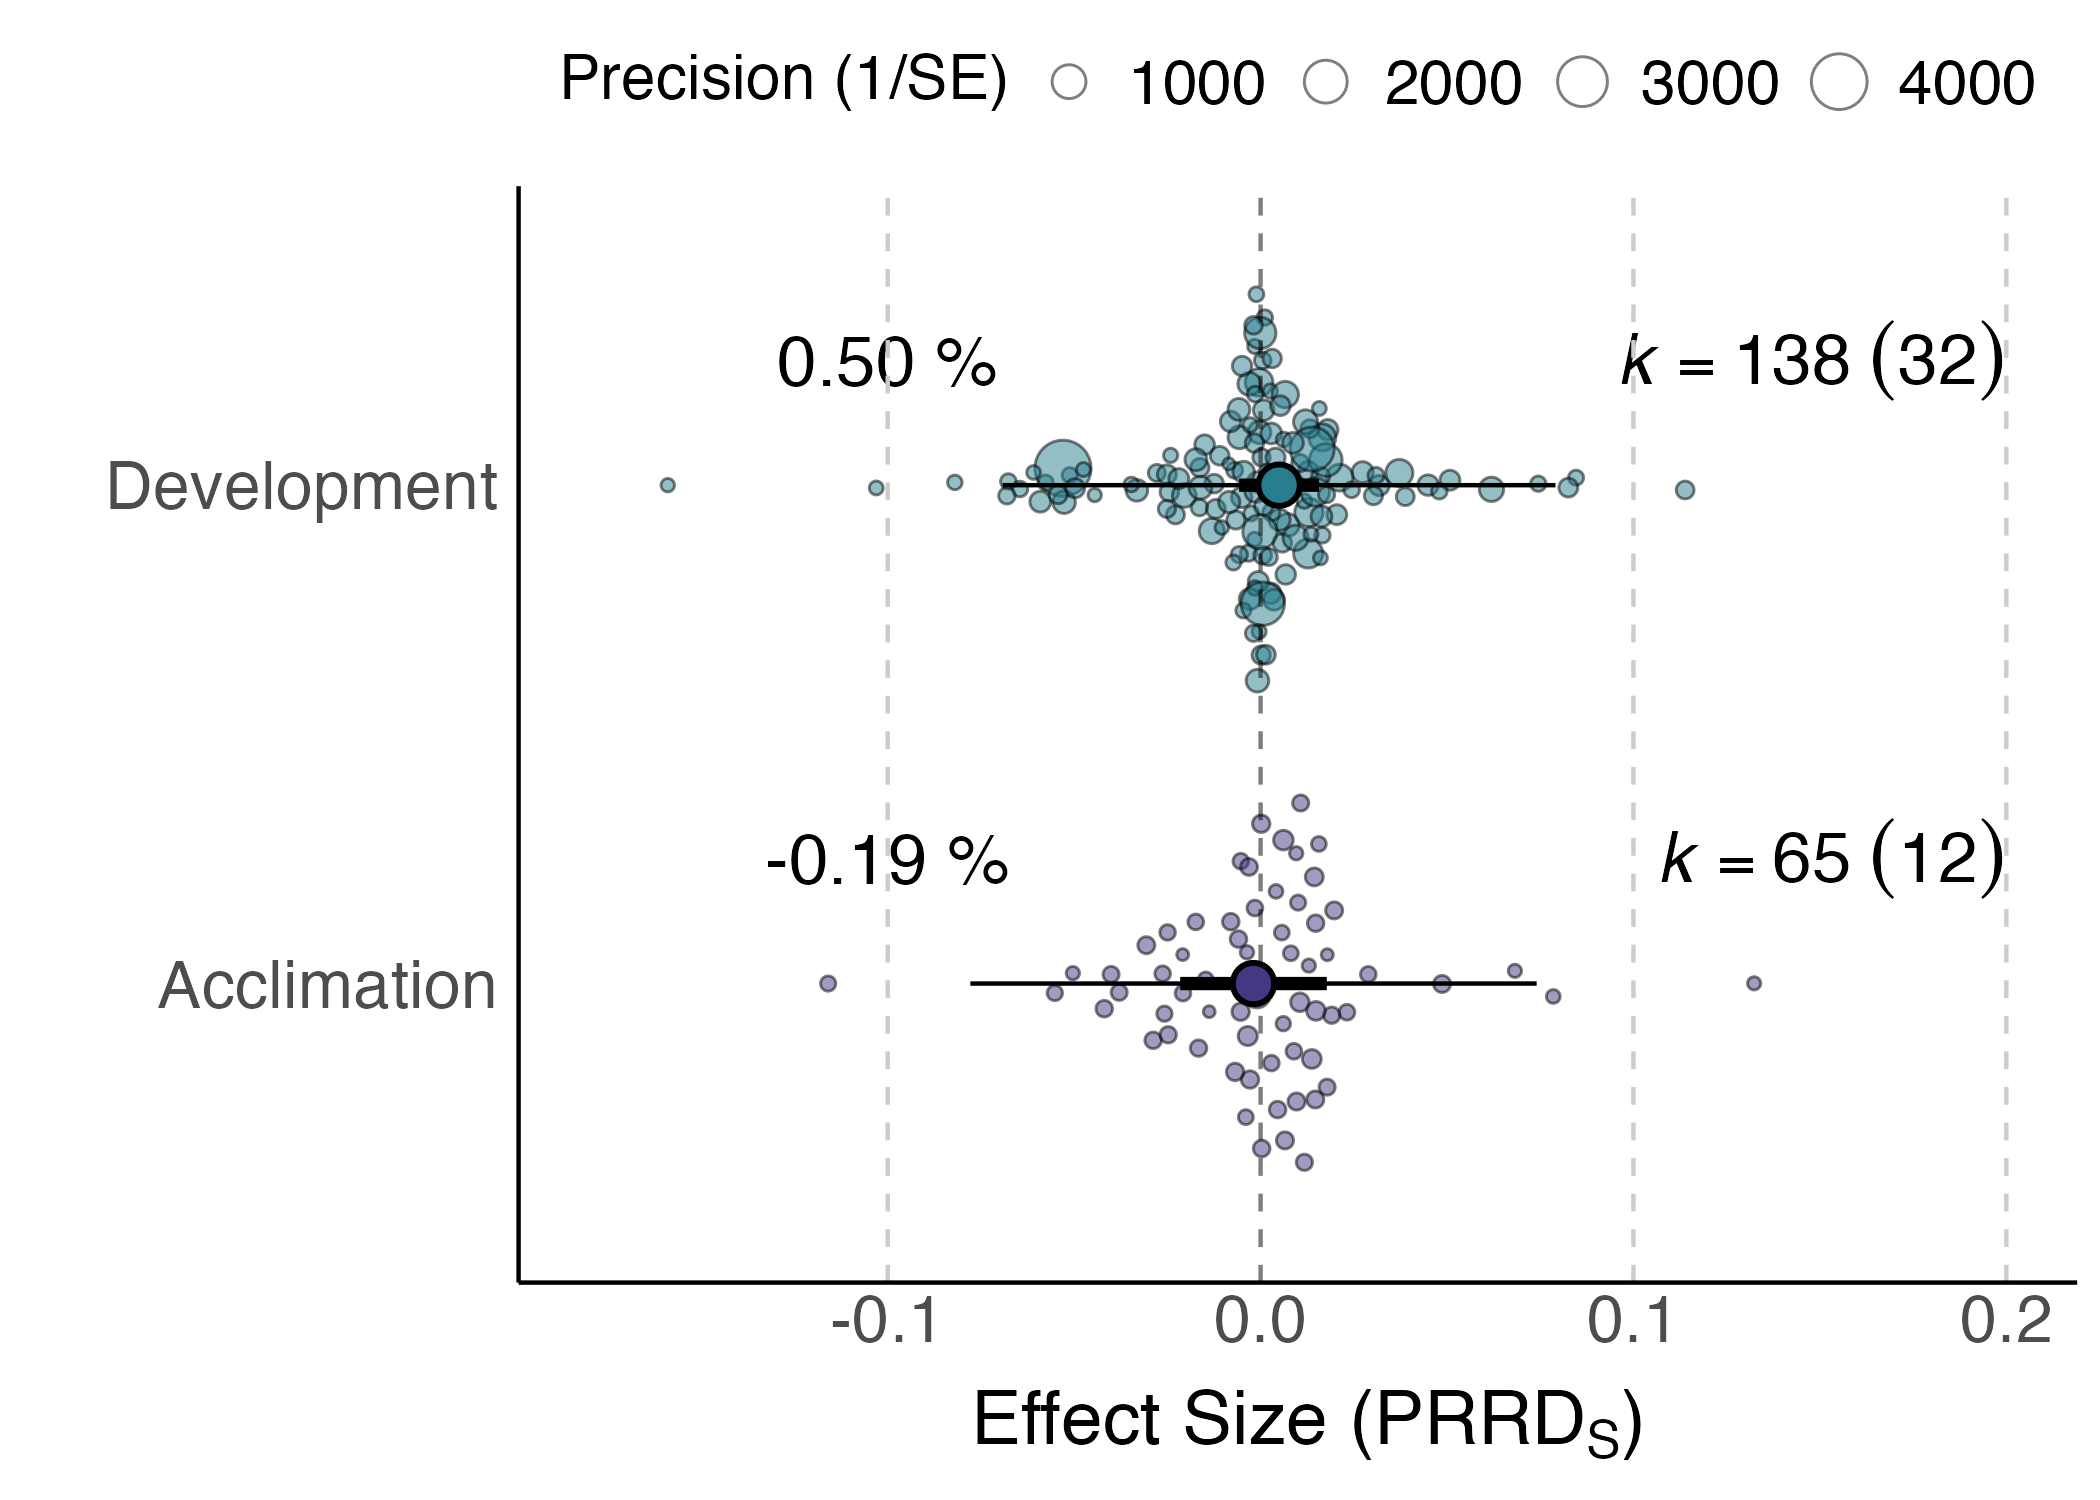 Precision (1/SE) 1000 2000 3000 4000
0.50 % k = 138 (32)
Development
-0.19 % k = 65 (12)
Acclimation
-0.1 0.0 0.1 0.2
Effect Size (PRRD_S)